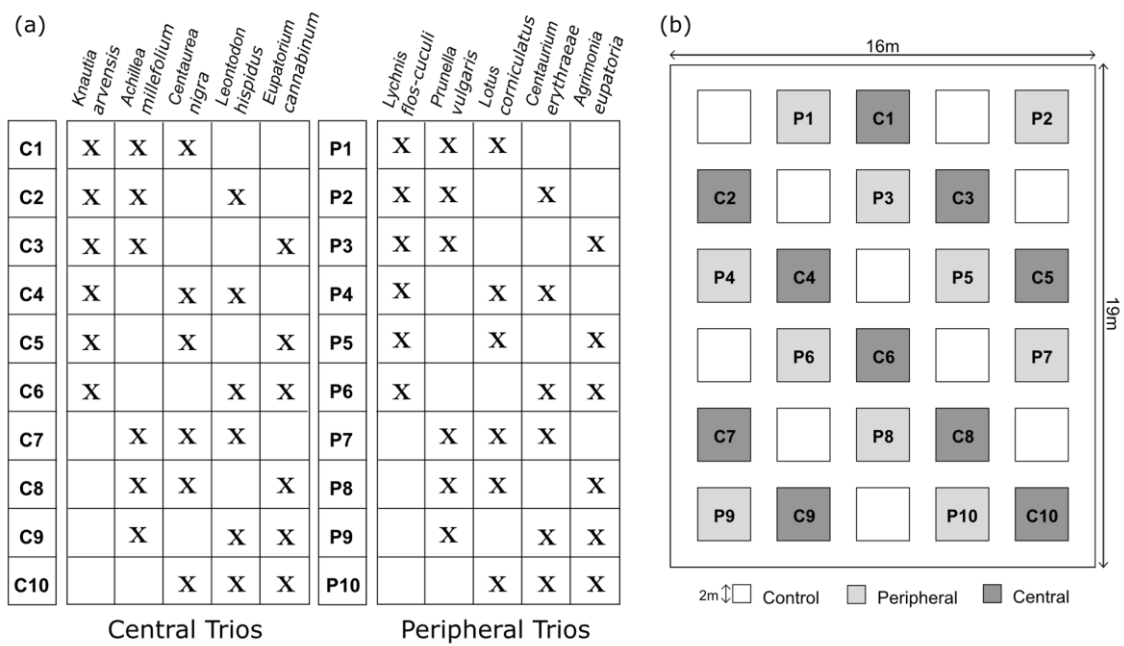 (a)
Knautia
arvensis
Achillea
millefolium
Centaurea
nigra
Leontodon
hispidus
Eupatorium
cannabinum
Lychnis
flos-cuculi
Prunella
vulgaris
Lotus
corniculatus
Centaurium
erythraeae
Agrimonia
eupatoria
C1 X X X P1 X X X
C2 X X X P2 X X X
C3 X X X P3 X X X
C4 X X X P4 X X X
C5 X X X P5 X X X
C6 X X X P6 X X X
C7 X X X P7 X X X
C8 X X X P8 X X X
C9 X X X P9 X X X
C10 X X X P10 X X X
Central Trios Peripheral Trios
(b)
16m
P1 C1 P2
C2 P3 C3
P4 C4 P5 C5
19m
P6 C6 P7
C7 P8 C8
P9 C9 P10 C10
2m Control Peripheral Central